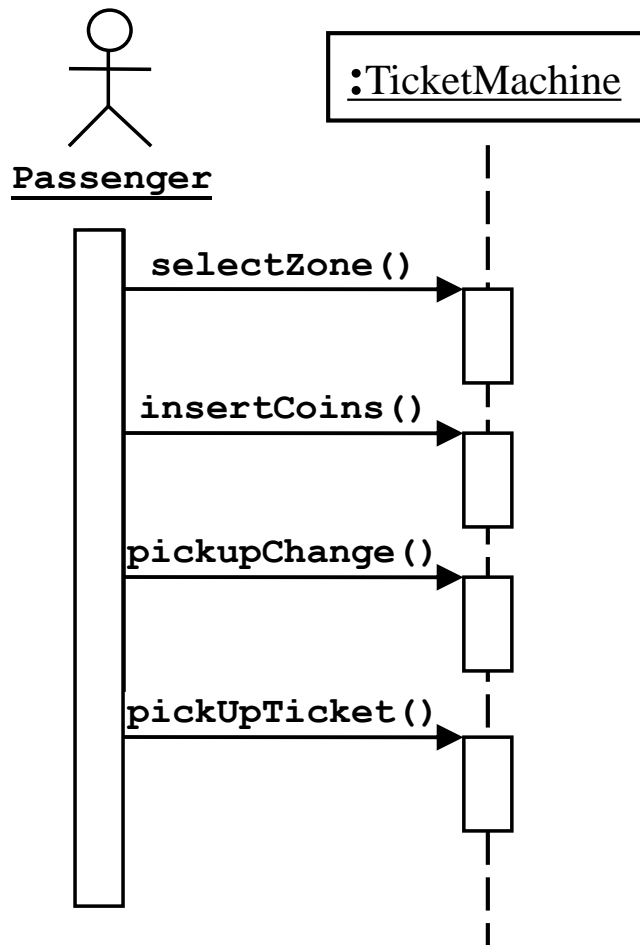 :TicketMachine
Passenger
selectZone()
insertCoins()
pickupChange()
pickUpTicket()